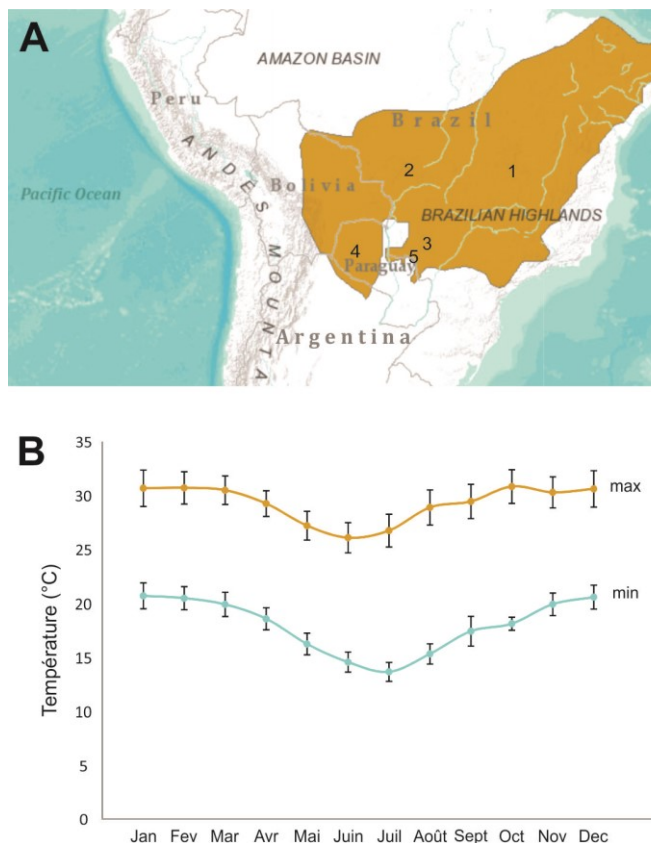 A
AMAZON BASIN
Peru
Brazil
ANDES MOUNTA
Pacific Ocean
Bolivia
2
1
BRAZILIAN HIGHLANDS
3
4
5
Paraguay
Argentina
B
35
30
25
20
15
10
5
0
Température (°C)
max
min
Jan Fev Mar Avr Mai Juin Juil Août Sept Oct Nov Dec